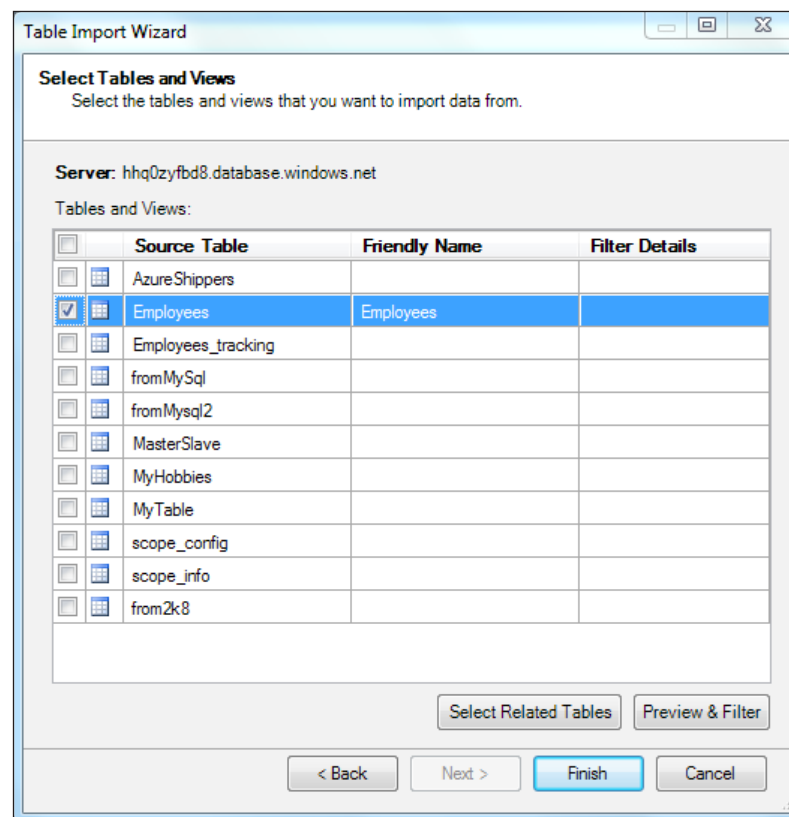 Table Import Wizard
Select Tables and Views
Select the tables and views that you want to import data from.
Server: hhq0zyfbd8.database.windows.net
Tables and Views:
Source Table Friendly Name Filter Details
AzureShippers
Employees Employees
Employees_tracking
fromMySql
fromMysql2
MasterSlave
MyHobbies
MyTable
scope_config
scope_info
from2k8
Select Related Tables Preview & Filter
< Back Next > Finish Cancel